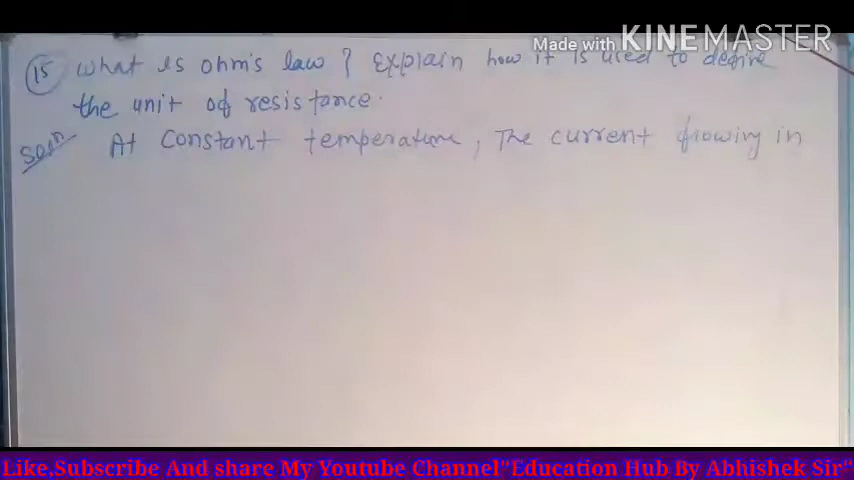 Made with KINEMASTER
(15) what is ohm's law ? Explain how it is used to define
the unit of resistance.
Soln At constant temperature, The current flowing in
Like,Subscribe And share My Youtube Channel"Education Hub By Abhishek Sir"